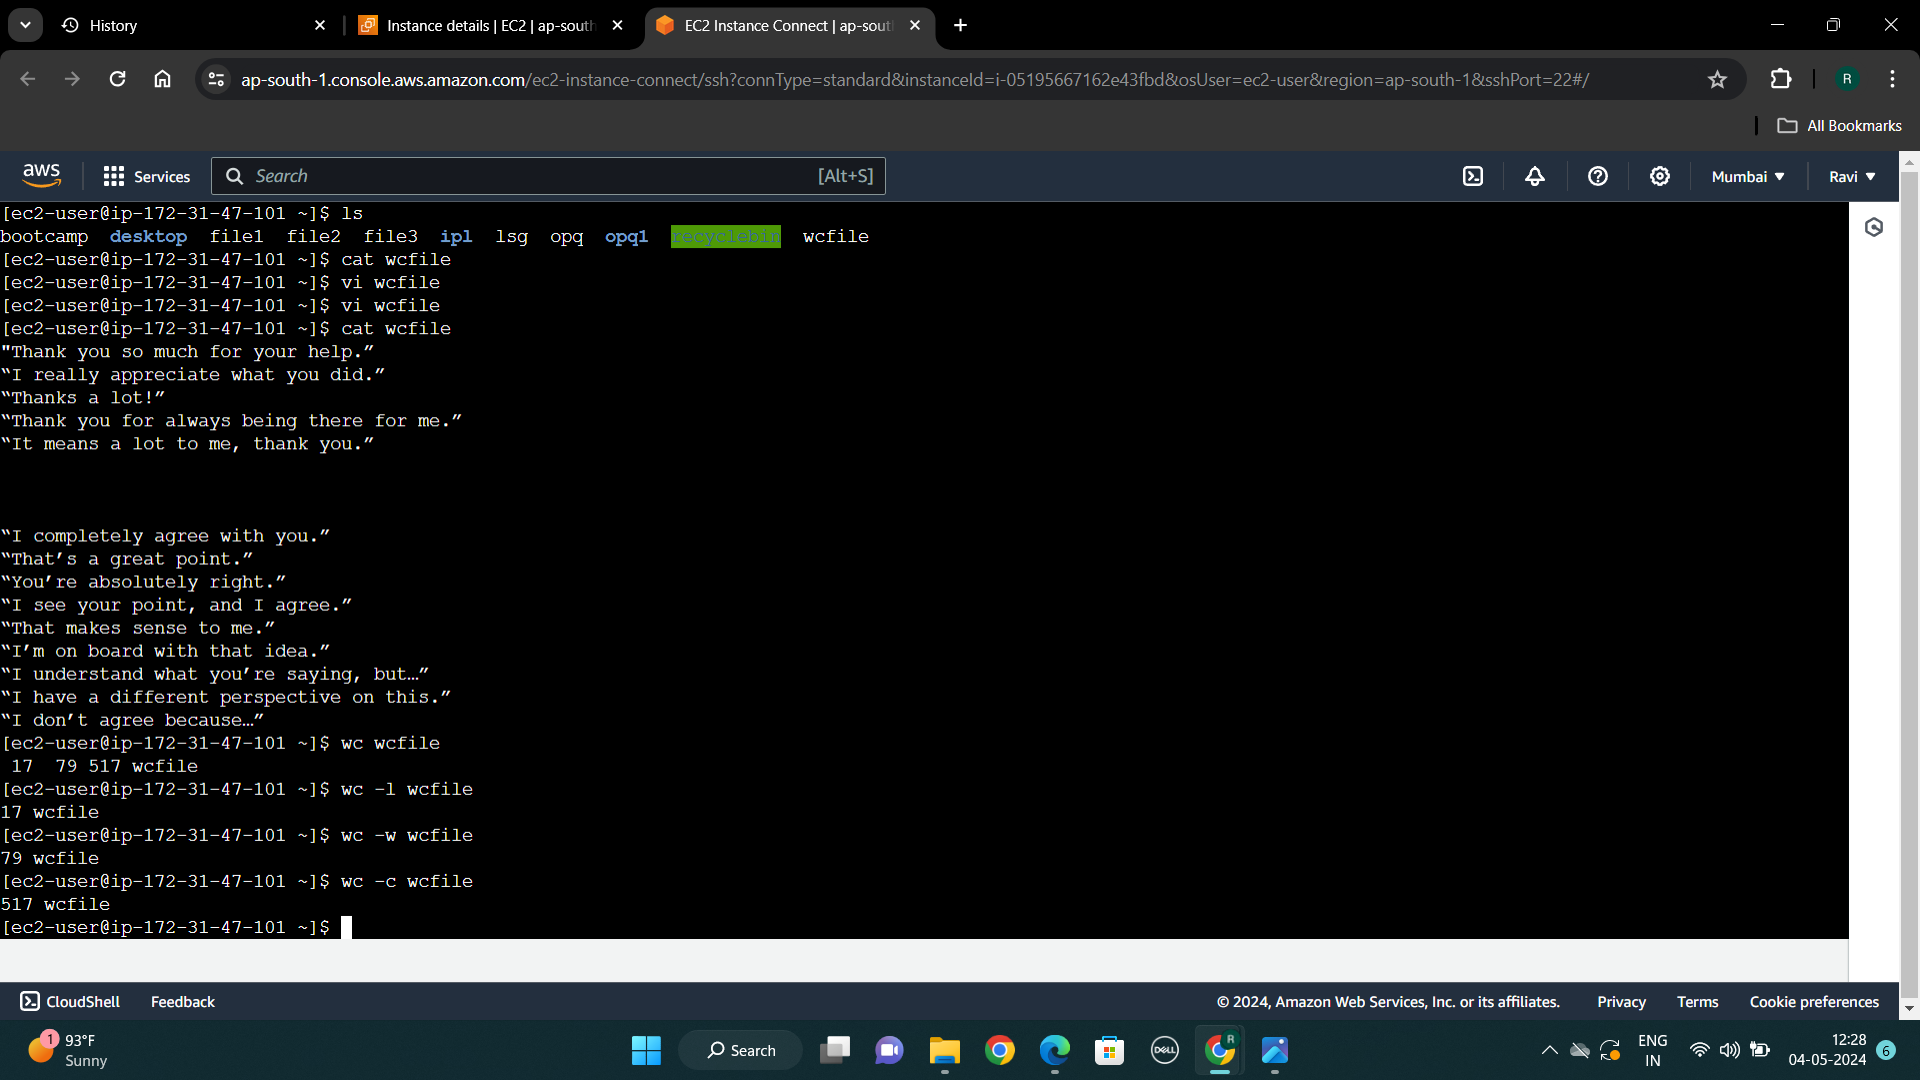 History
Instance details | EC2 | ap-south
EC2 Instance Connect | ap-sout
ap-south-1.console.aws.amazon.com/ec2-instance-connect/ssh?connType=standard&instanceId=i-05195667162e43fbd&osUser=ec2-user&region=ap-south-1&sshPort=22#/
R
All Bookmarks
aws
Services
Search
[Alt+S]
Mumbai
Ravi
[ec2-user@ip-172-31-47-101 ~]$ ls
bootcamp desktop file1 file2 file3 ipl lsg opq opq1 recyclebin wcfile
[ec2-user@ip-172-31-47-101 ~]$ cat wcfile
[ec2-user@ip-172-31-47-101 ~]$ vi wcfile
[ec2-user@ip-172-31-47-101 ~]$ vi wcfile
[ec2-user@ip-172-31-47-101 ~]$ cat wcfile
"Thank you so much for your help.”
“I really appreciate what you did.”
“Thanks a lot!”
“Thank you for always being there for me.”
“It means a lot to me, thank you.”
“I completely agree with you.”
“That’s a great point.”
“You’re absolutely right.”
“I see your point, and I agree.”
“That makes sense to me.”
“I’m on board with that idea.”
“I understand what you’re saying, but…”
“I have a different perspective on this.”
“I don’t agree because…”
[ec2-user@ip-172-31-47-101 ~]$ wc wcfile
17 79 517 wcfile
[ec2-user@ip-172-31-47-101 ~]$ wc -l wcfile
17 wcfile
[ec2-user@ip-172-31-47-101 ~]$ wc -w wcfile
79 wcfile
[ec2-user@ip-172-31-47-101 ~]$ wc -c wcfile
517 wcfile
[ec2-user@ip-172-31-47-101 ~]$
CloudShell
Feedback
© 2024, Amazon Web Services, Inc. or its affiliates.
Privacy
Terms
Cookie preferences
1
93°F
Sunny
Search
DELL
R
ENG
IN
12:28
04-05-2024
6